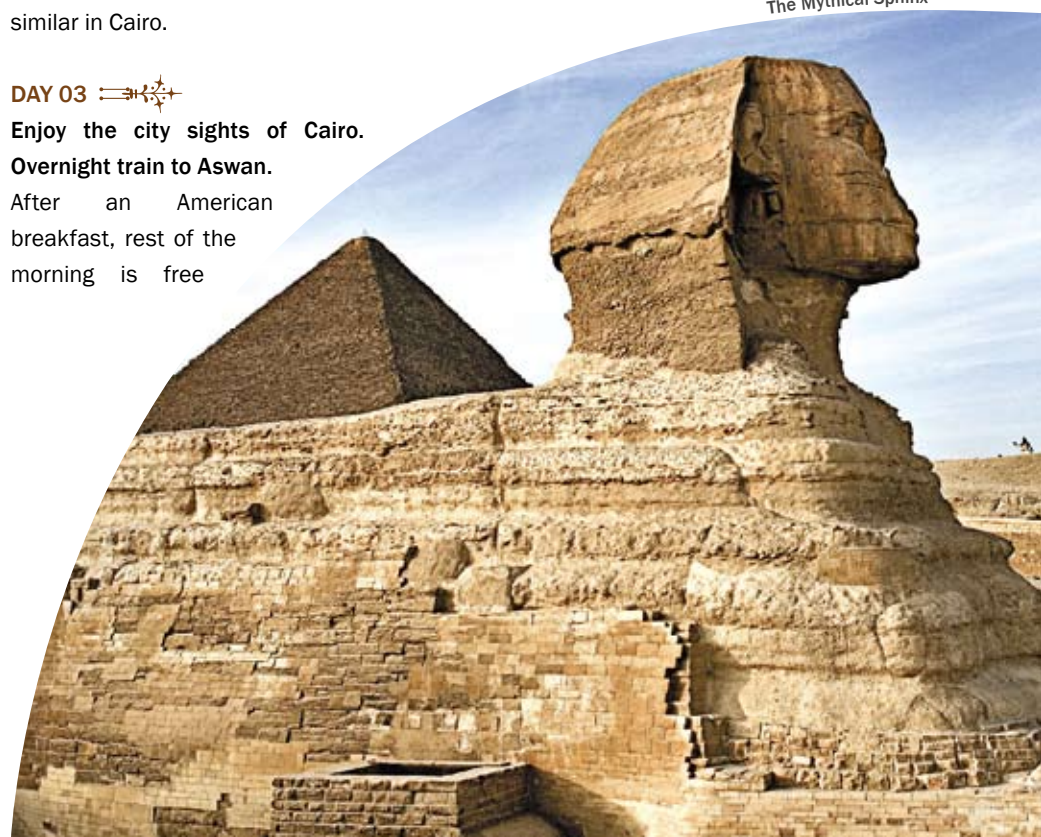 similar in Cairo.
The Mythical Sphinx
DAY 03
Enjoy the city sights of Cairo.
Overnight train to Aswan.
After an American
breakfast, rest of the
morning is free